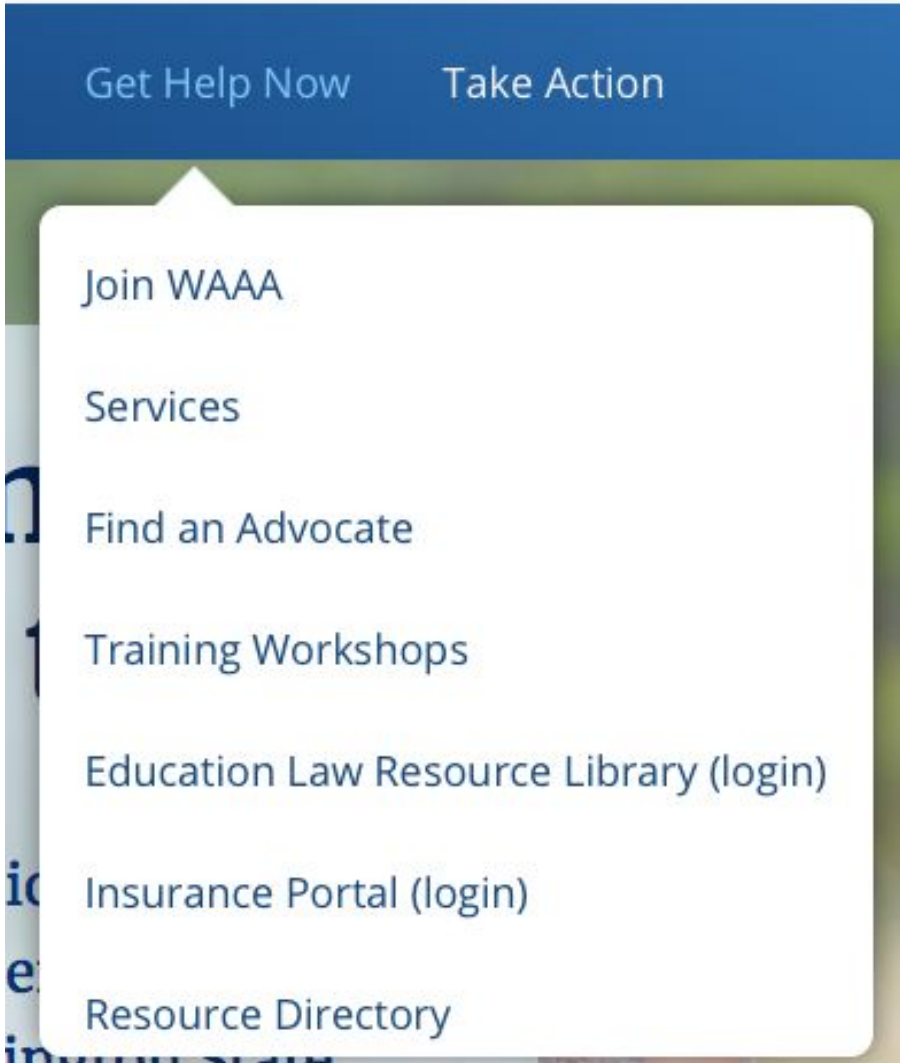 Get Help Now Take Action
Join WAAA
Services
Find an Advocate
Training Workshops
Education Law Resource Library (login)
Insurance Portal (login)
Resource Directory